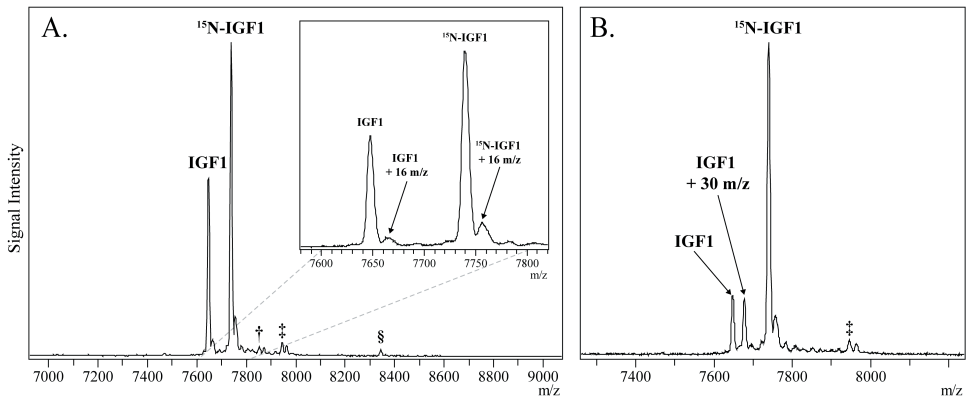 A.
¹⁵N-IGF1
IGF1
Signal Intensity
†
‡
§
7000 7200 7400 7600 7800 8000 8200 8400 8600 8800 9000
m/z
¹⁵N-IGF1
IGF1
IGF1
+ 16 m/z
¹⁵N-IGF1
+ 16 m/z
7600 7650 7700 7750 7800
m/z
B.
¹⁵N-IGF1
IGF1
+ 30 m/z
IGF1
‡
7400 7600 7800 8000
m/z